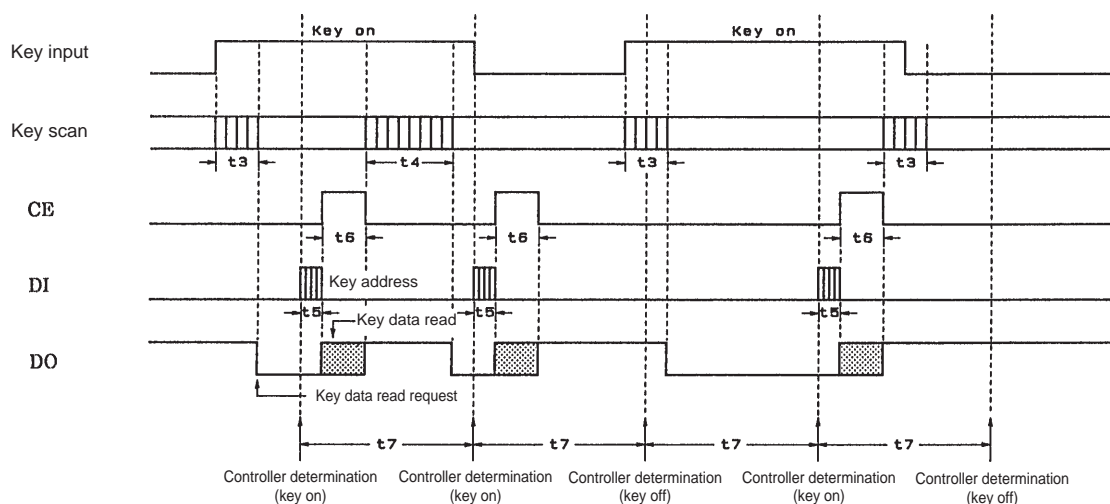 Key on
Key on
Key input
Key scan
t3
t4
t3
t3
CE
t6
t6
t6
DI
Key address
t5
t5
t5
Key data read
DO
Key data read request
t7
t7
t7
t7
Controller determination
(key on)
Controller determination
(key on)
Controller determination
(key off)
Controller determination
(key on)
Controller determination
(key off)